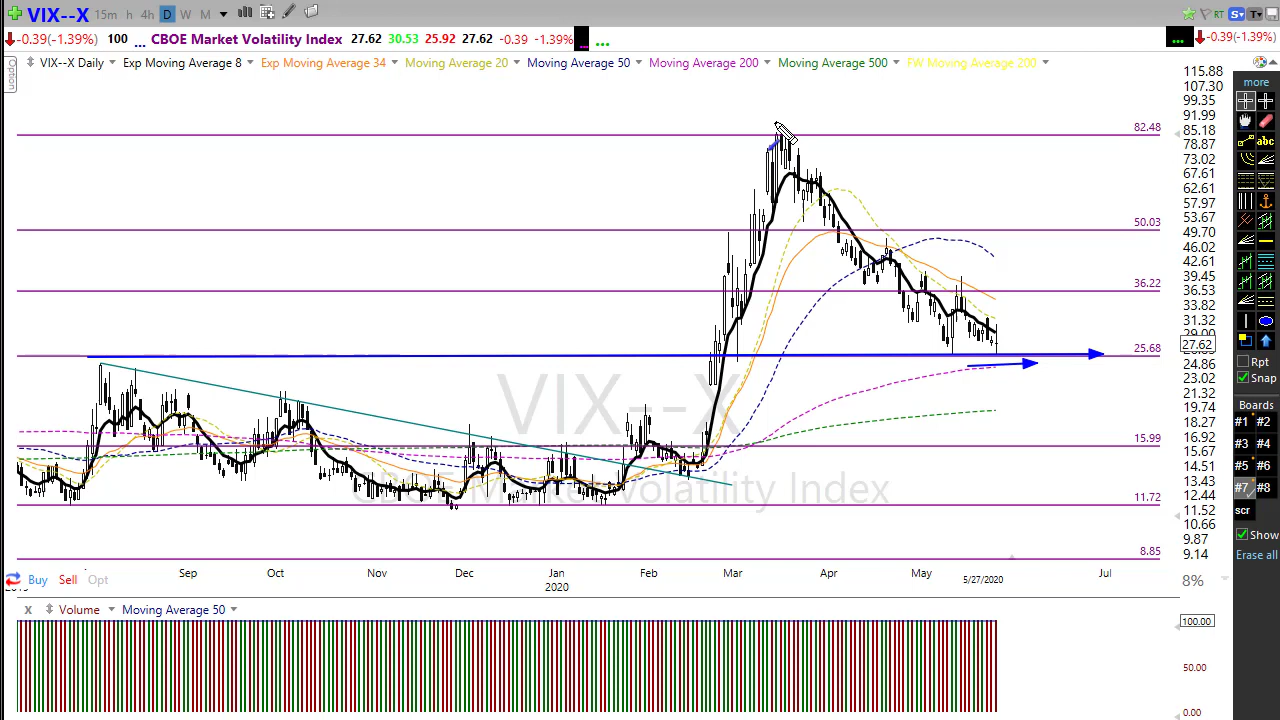 VIX--X 15m h 4h D W M RT S T
-0.39(-1.39%) 100 ... CBOE Market Volatility Index 27.62 30.53 25.92 27.62 -0.39 -1.39% ... ... ... -0.39(-1.39%)
Option
VIX--X Daily Exp Moving Average 8 Exp Moving Average 34 Moving Average 20 Moving Average 50 Moving Average 200 Moving Average 500 FW Moving Average 200
115.88
107.30
99.35
91.99
85.18
78.87
73.02
67.61
62.61
57.97
53.67
49.70
46.02
42.61
39.45
36.53
33.82
31.32
29.00
27.62
24.86
23.02
21.32
19.74
18.27
16.92
15.67
14.51
13.43
12.44
11.52
10.66
9.87
9.14
82.48
50.03
36.22
25.68
15.99
11.72
8.85
VIX--X
CBOE Market Volatility Index
Sep Oct Nov Dec Jan Feb Mar Apr May 5/27/2020 Jul
2020
Buy Sell Opt
8%
X Volume Moving Average 50
100.00
50.00
0.00
more
abc
Rpt
Snap
Boards
#1 #2
#3 #4
#5 #6
#7 #8
scr
Show
Erase all